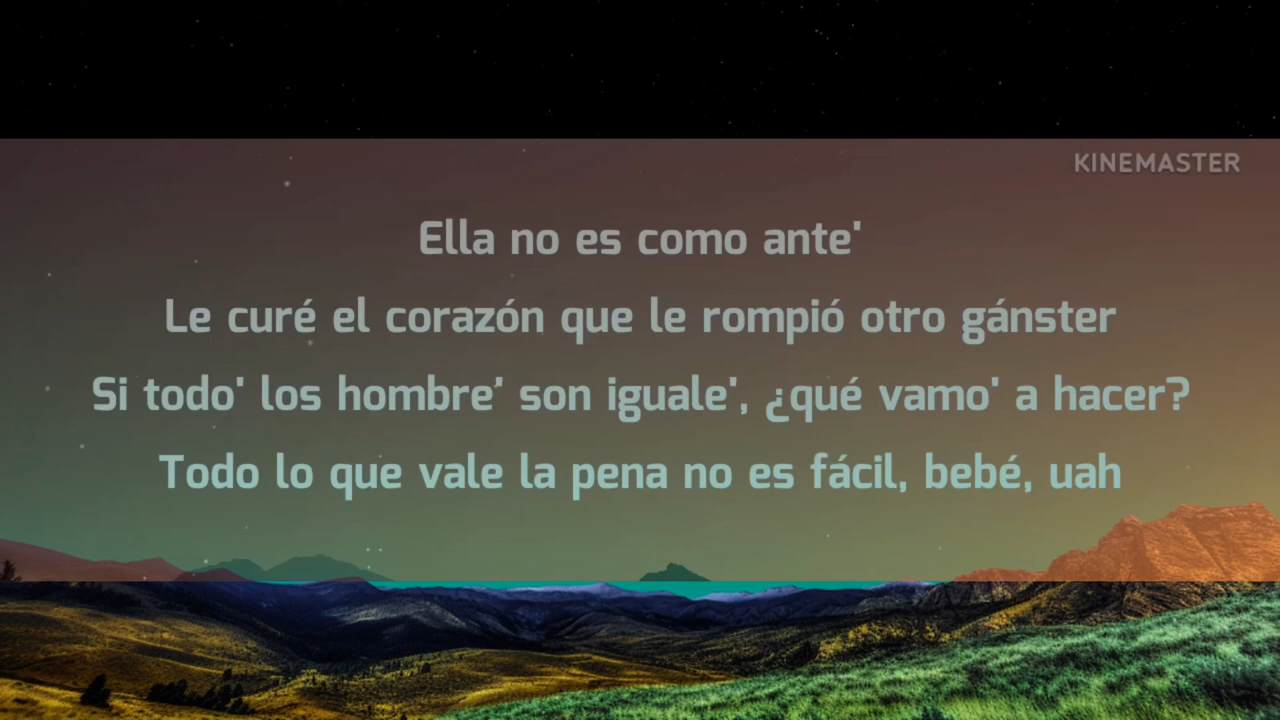 KINEMASTER
Ella no es como ante'
Le curé el corazón que le rompió otro gánster
Si todo' los hombre' son iguale', ¿qué vamo' a hacer?
Todo lo que vale la pena no es fácil, bebé, uah